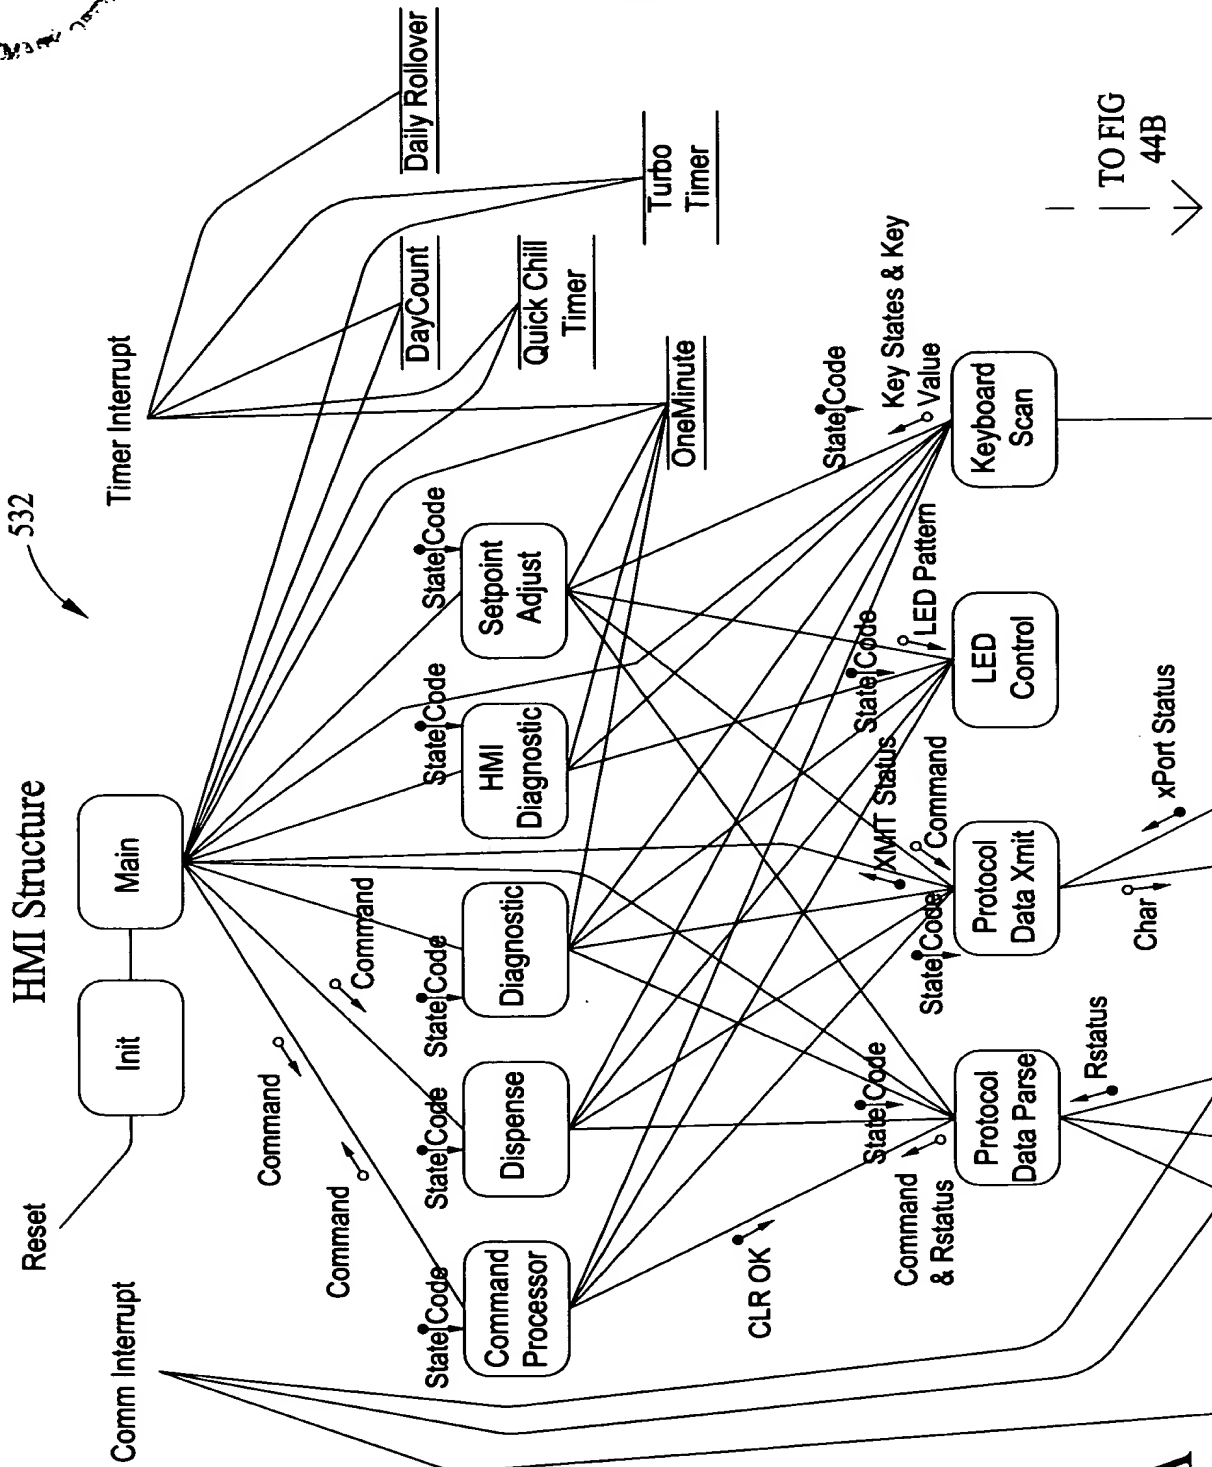 HMI Structure
532
Reset
Init
Main
Comm Interrupt
Timer Interrupt
Daily Rollover
DayCount
Quick Chill
Timer
Turbo
Timer
OneMinute
Command
Command
Command
State Code
Command
Processor
State Code
Dispense
State Code
Diagnostic
State Code
HMI
Diagnostic
State Code
Setpoint
Adjust
CLR OK
Command
& Rstatus
State Code
Protocol
Data Parse
Rstatus
State Code
XMIT Status
Command
Protocol
Data Xmit
Char
xPort Status
State Code
LED Pattern
LED
Control
State Code
Key States & Key
Value
Keyboard
Scan
TO FIG
44B